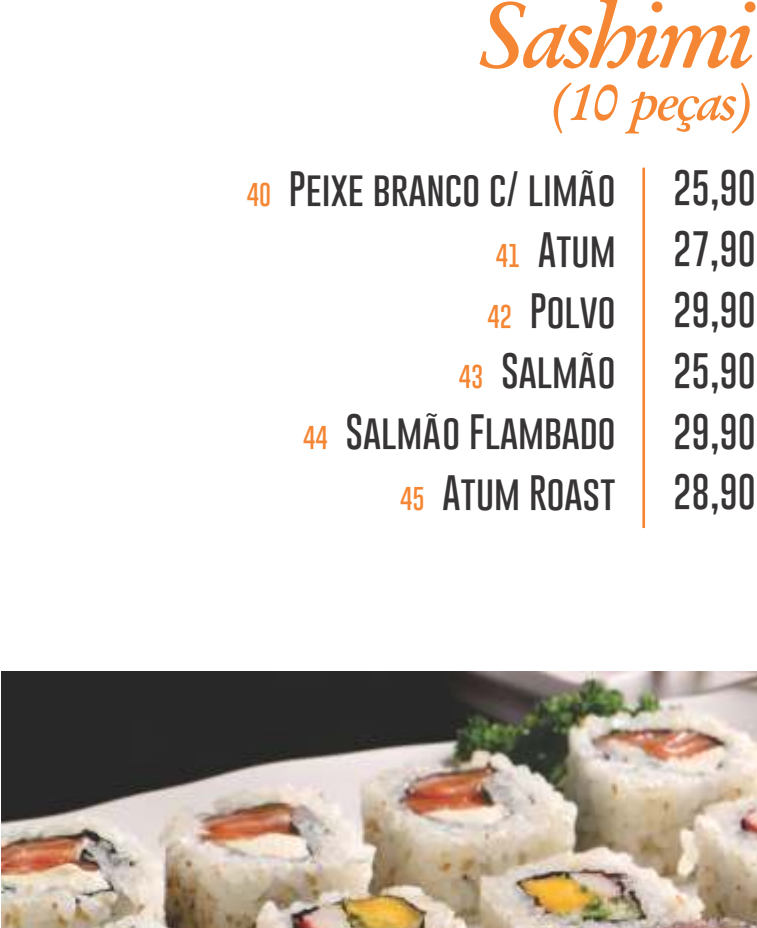 Sashimi
(10 peças)
40 Peixe branco c/ limão 25,90
41 Atum 27,90
42 Polvo 29,90
43 Salmão 25,90
44 Salmão Flambado 29,90
45 Atum Roast 28,90